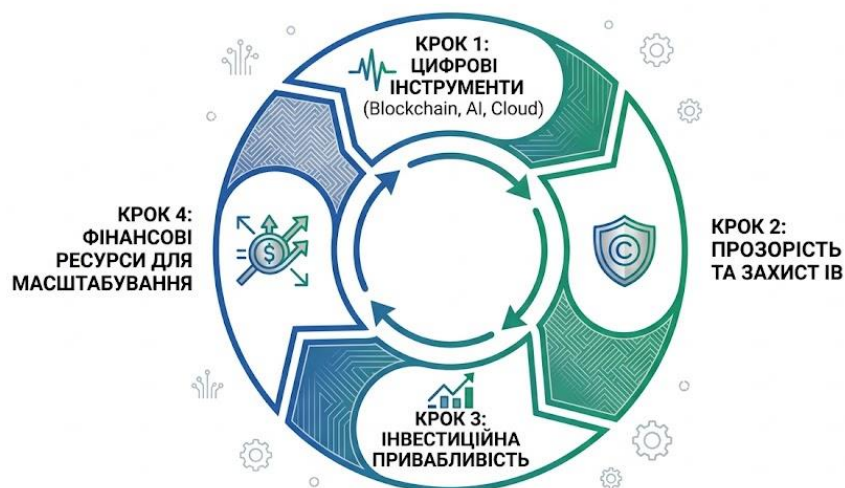 КРОК 1:
ЦИФРОВІ
ІНСТРУМЕНТИ
(Blockchain, AI, Cloud)
КРОК 2:
ПРОЗОРІСТЬ
ТА ЗАХИСТ ІВ
C
КРОК 3:
ІНВЕСТИЦІЙНА
ПРИВАБЛИВІСТЬ
КРОК 4:
ФІНАНСОВІ
РЕСУРСИ ДЛЯ
МАСШТАБУВАННЯ
$